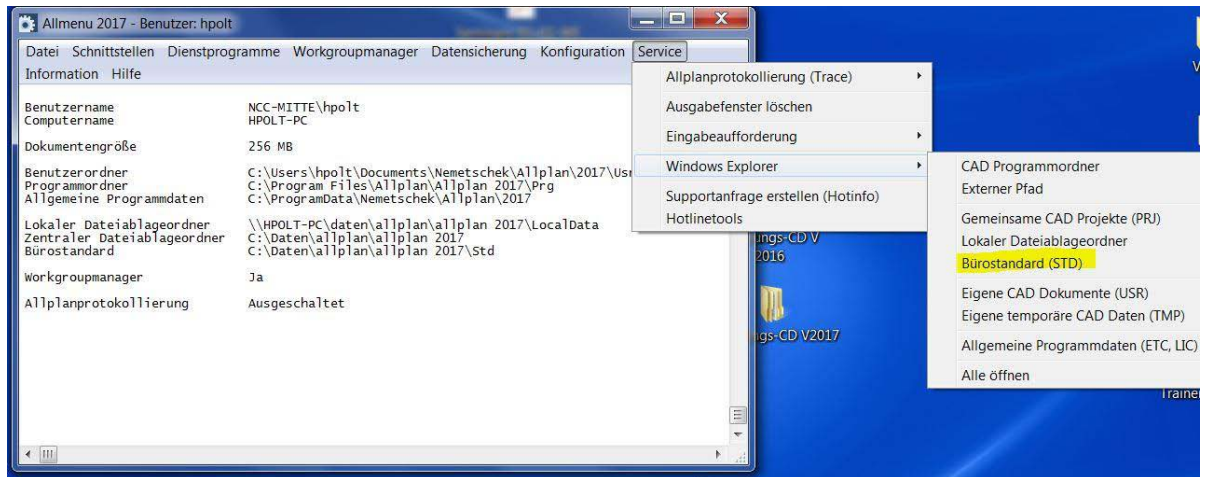 Allmenu 2017 - Benutzer: hpolt
Datei Schnittstellen Dienstprogramme Workgroupmanager Datensicherung Konfiguration Service
Information Hilfe
Benutzername NCC-MITTE\hpolt
Computername HPOLT-PC
Dokumentengröße 256 MB
Benutzerordner C:\Users\hpolt\Documents\Nemetschek\Allplan\2017\Usr
Programmordner C:\Program Files\Allplan\Allplan 2017\Prg
Allgemeine Programmdaten C:\ProgramData\Nemetschek\Allplan\2017
Lokaler Dateiablageordner \\HPOLT-PC\daten\allplan\allplan 2017\LocalData
Zentraler Dateiablageordner C:\Daten\allplan\allplan 2017
Bürostandard C:\Daten\allplan\allplan 2017\Std
Workgroupmanager Ja
Allplanprotokollierung Ausgeschaltet
Allplanprotokollierung (Trace)
Ausgabefenster löschen
Eingabeaufforderung
Windows Explorer
Supportanfrage erstellen (Hotinfo)
Hotlinetools
CAD Programmordner
Externer Pfad
Gemeinsame CAD Projekte (PRJ)
Lokaler Dateiablageordner
Bürostandard (STD)
Eigene CAD Dokumente (USR)
Eigene temporäre CAD Daten (TMP)
Allgemeine Programmdaten (ETC, LIC)
Alle öffnen
ungs-CD V
2016
ngs-CD V2017
Traine